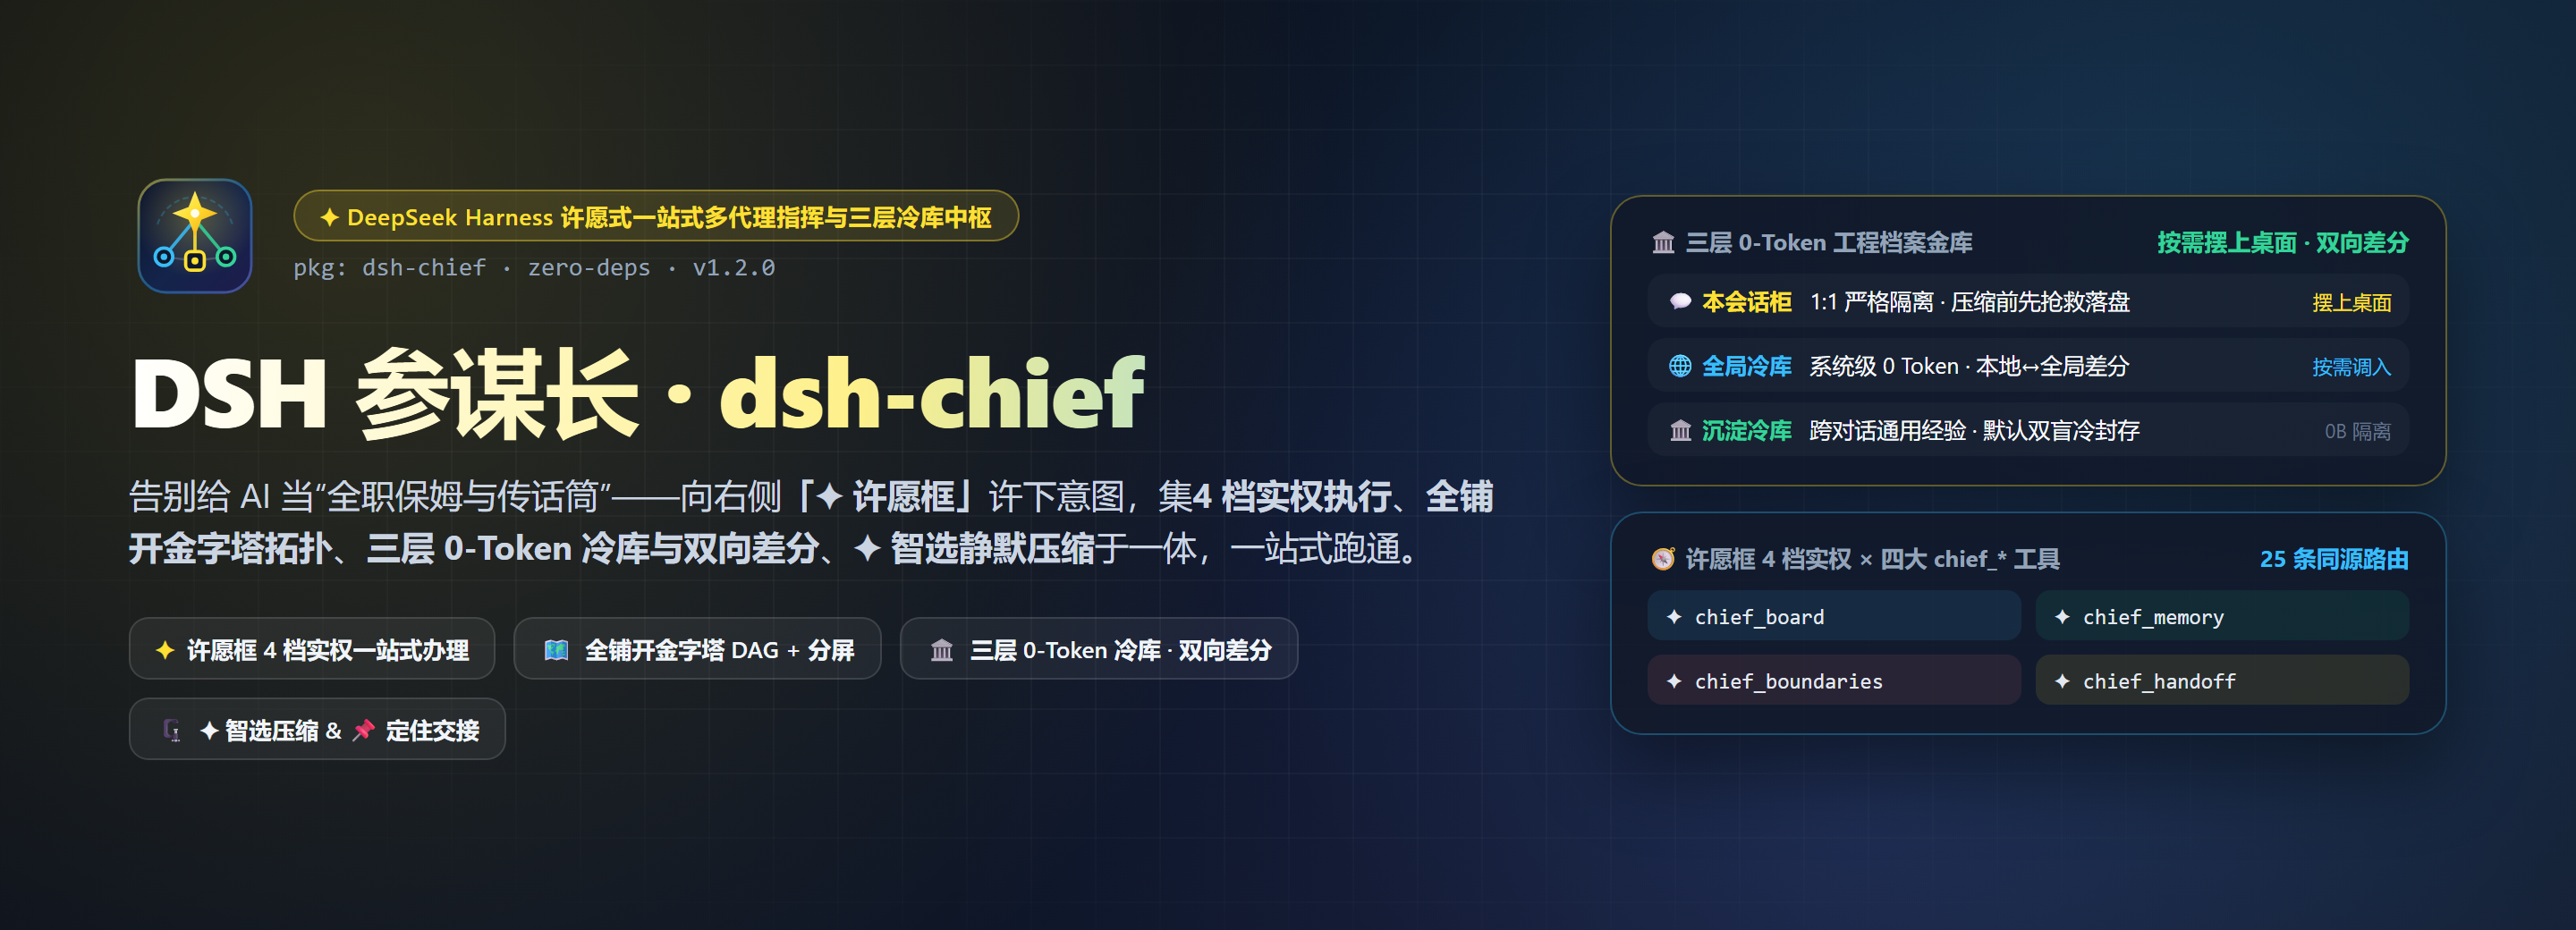 ✦ DeepSeek Harness 许愿式一站式多代理指挥与三层冷库中枢
pkg: dsh-chief · zero-deps · v1.2.0
DSH 参谋长 · dsh-chief
告别给 AI 当“全职保姆与传话筒”——向右侧「✦ 许愿框」许下意图，集4 档实权执行、全铺
开金字塔拓扑、三层 0-Token 冷库与双向差分、✦ 智选静默压缩于一体，一站式跑通。
✦ 许愿框 4 档实权一站式办理
🗺️ 全铺开金字塔 DAG + 分屏
🏛️ 三层 0-Token 冷库 · 双向差分
🗜️ ✦ 智选压缩 & 📌 定住交接
🏛️ 三层 0-Token 工程档案金库
按需摆上桌面 · 双向差分
💬 本会话柜 1:1 严格隔离 · 压缩前先抢救落盘 摆上桌面
🌐 全局冷库 系统级 0 Token · 本地↔全局差分 按需调入
🏛️ 沉淀冷库 跨对话通用经验 · 默认双盲冷封存 0B 隔离
🧭 许愿框 4 档实权 × 四大 chief_* 工具
25 条同源路由
✦ chief_board
✦ chief_memory
✦ chief_boundaries
✦ chief_handoff